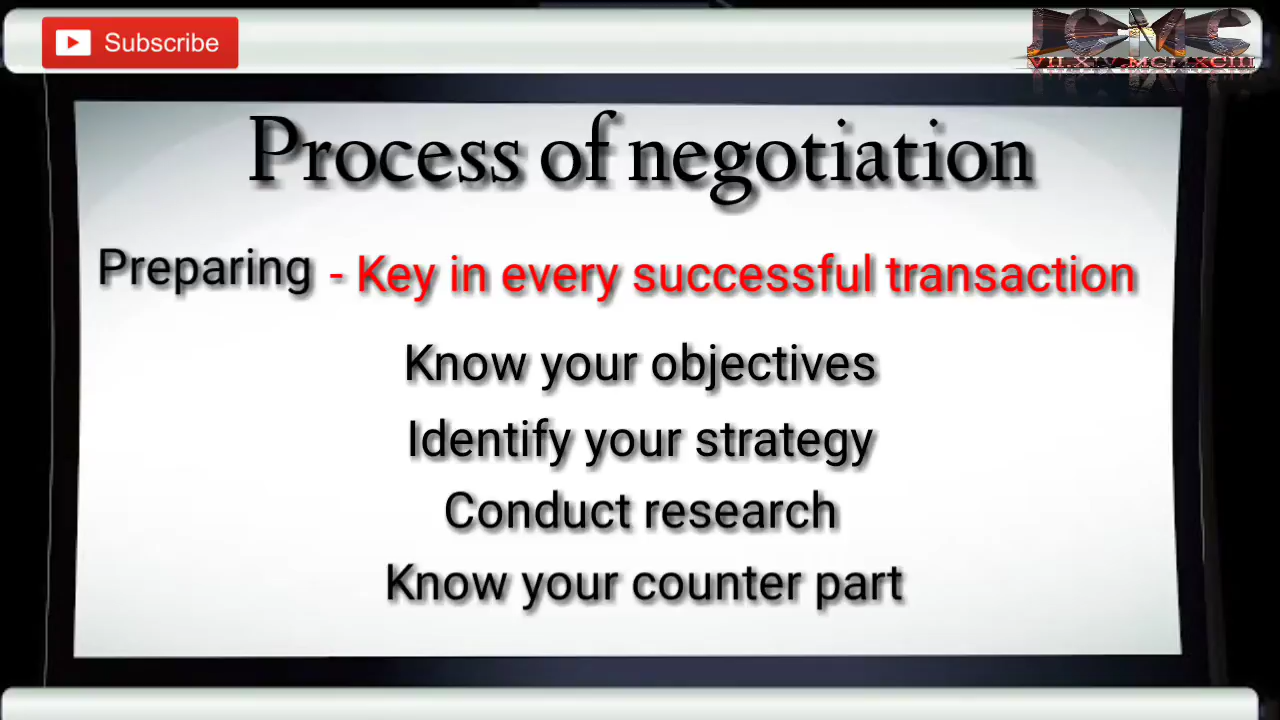 Subscribe
JCMC
Process of negotiation
Preparing - Key in every successful transaction
Know your objectives
Identify your strategy
Conduct research
Know your counter part